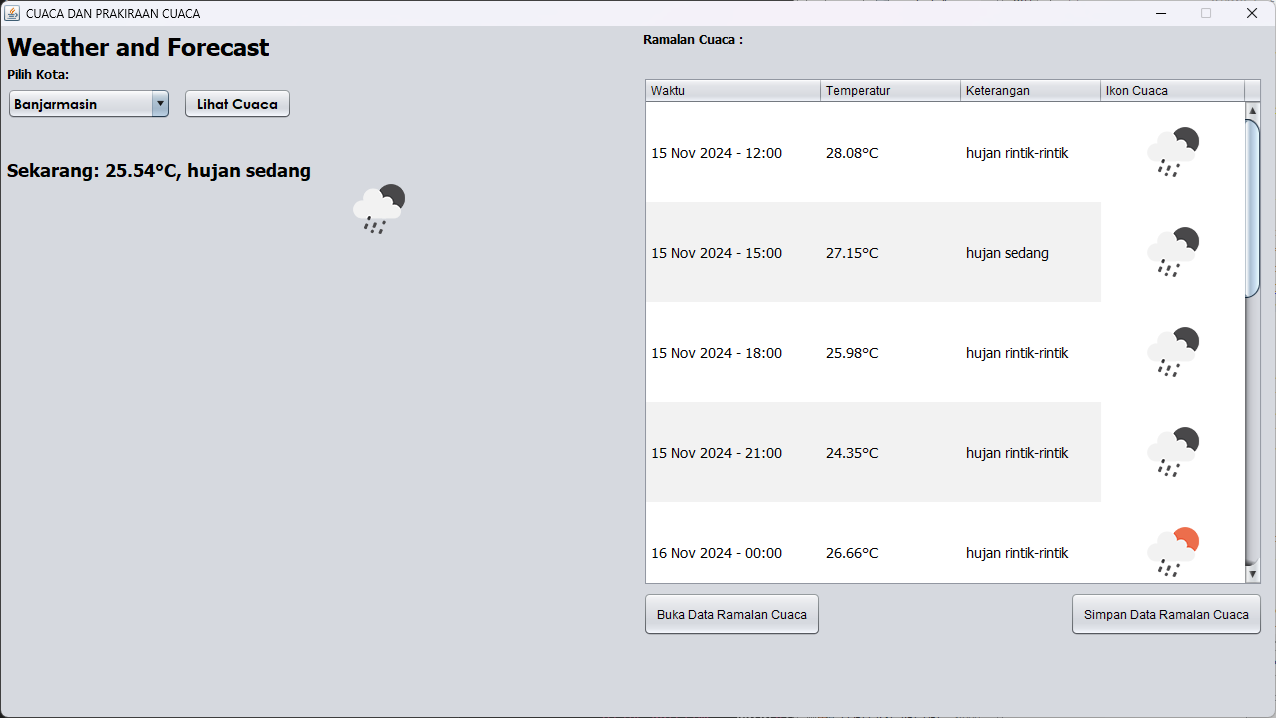 CUACA DAN PRAKIRAAN CUACA
Weather and Forecast
Pilih Kota:
Banjarmasin
Lihat Cuaca
Sekarang: 25.54°C, hujan sedang
Ramalan Cuaca :
Waktu Temperatur Keterangan Ikon Cuaca
15 Nov 2024 - 12:00 28.08°C hujan rintik-rintik
15 Nov 2024 - 15:00 27.15°C hujan sedang
15 Nov 2024 - 18:00 25.98°C hujan rintik-rintik
15 Nov 2024 - 21:00 24.35°C hujan rintik-rintik
16 Nov 2024 - 00:00 26.66°C hujan rintik-rintik
Buka Data Ramalan Cuaca
Simpan Data Ramalan Cuaca